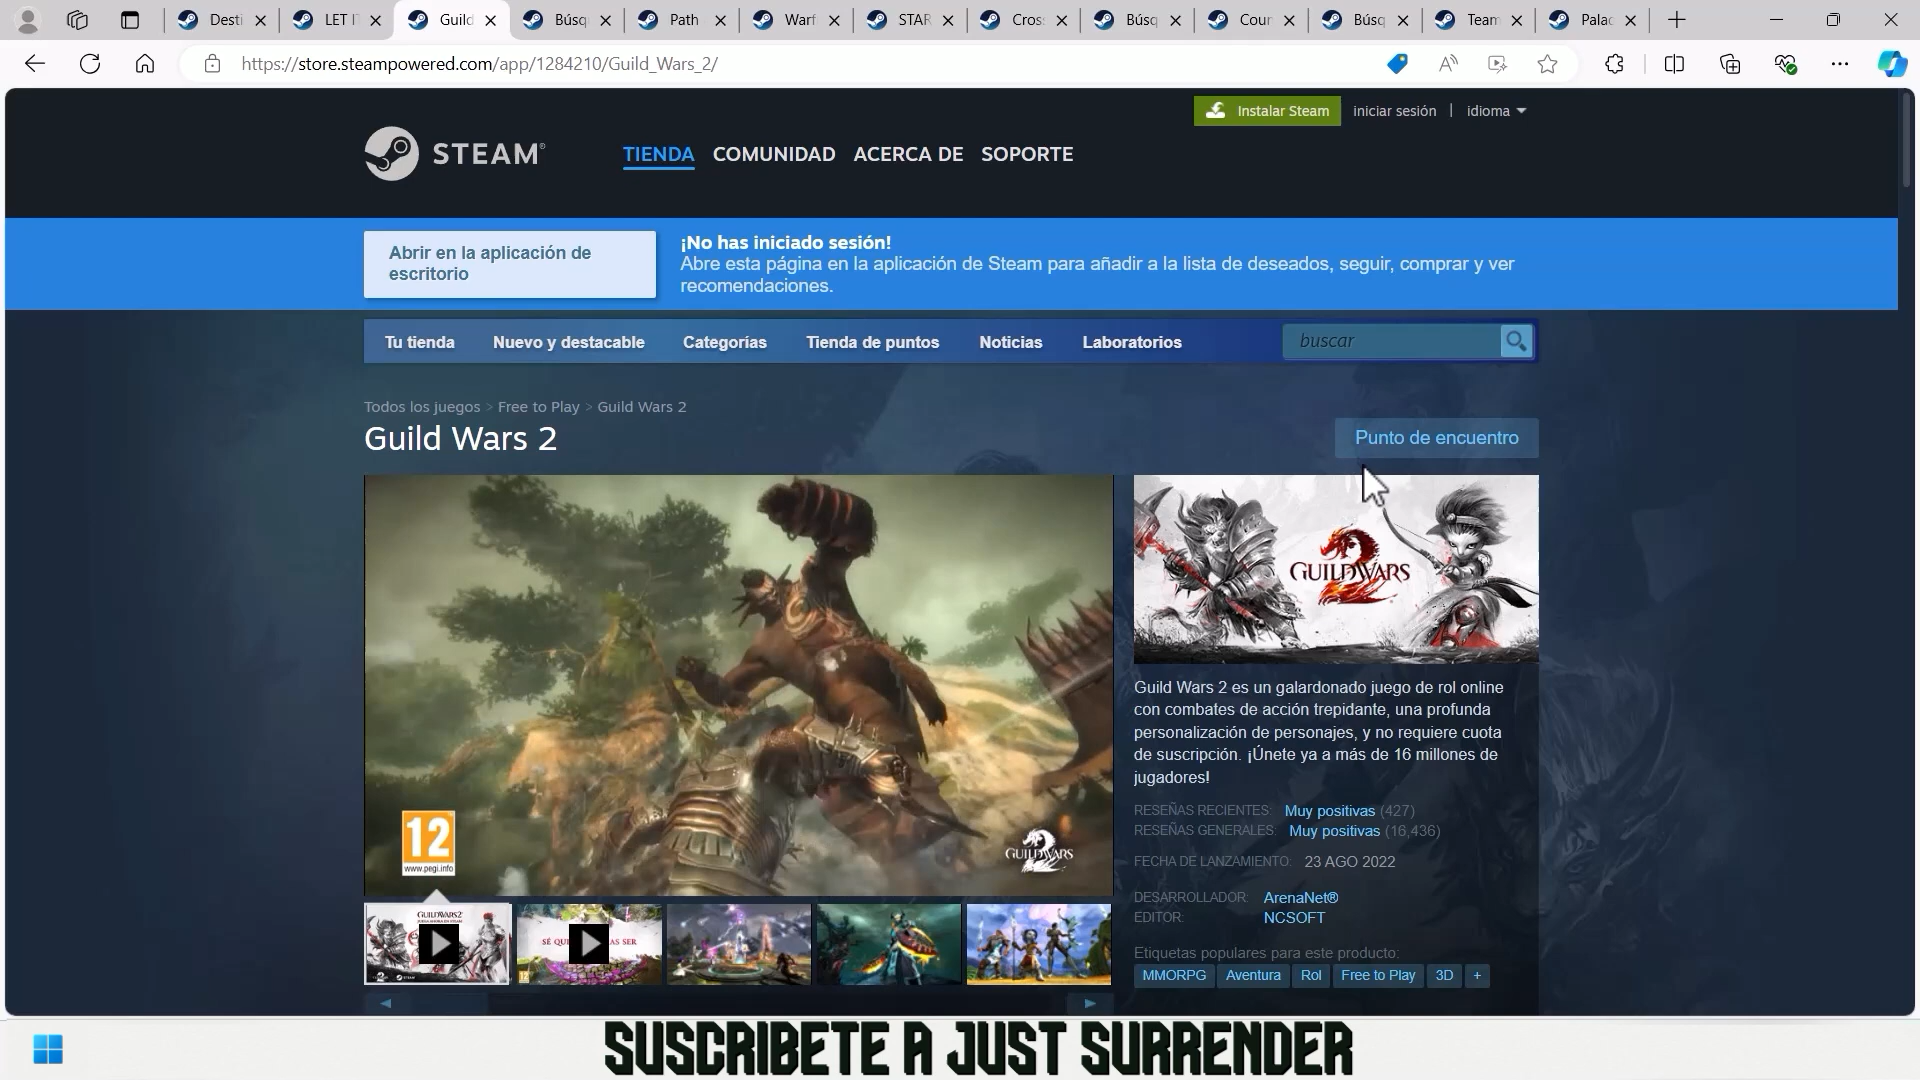 Desti
LET IT
Guild
Búsq
Path
Warf
STAR
Cros
Búsq
Coun
Búsq
Team
Palad
https://store.steampowered.com/app/1284210/Guild_Wars_2/
Instalar Steam
iniciar sesión | idioma
STEAM®
TIENDA COMUNIDAD ACERCA DE SOPORTE
Abrir en la aplicación de
escritorio
¡No has iniciado sesión!
Abre esta página en la aplicación de Steam para añadir a la lista de deseados, seguir, comprar y ver
recomendaciones.
Tu tienda Nuevo y destacable Categorías Tienda de puntos Noticias Laboratorios
buscar
Todos los juegos > Free to Play > Guild Wars 2
Guild Wars 2
Punto de encuentro
12
www.pegi.info
GUILDWARS
2
GUILDWARS
2
Guild Wars 2 es un galardonado juego de rol online
con combates de acción trepidante, una profunda
personalización de personajes, y no requiere cuota
de suscripción. ¡Únete ya a más de 16 millones de
jugadores!
RESEÑAS RECIENTES: Muy positivas (427)
RESEÑAS GENERALES: Muy positivas (16,436)
FECHA DE LANZAMIENTO: 23 AGO 2022
DESARROLLADOR: ArenaNet®
EDITOR: NCSOFT
Etiquetas populares para este producto:
MMORPG Aventura Rol Free to Play 3D +
GUILDWARS2
SUSCRIBETE A JUST SURRENDER